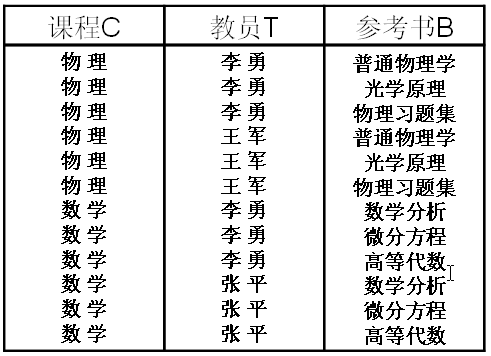 课程C 教员T 参考书B
物理 李勇 普通物理学
物理 李勇 光学原理
物理 李勇 物理习题集
物理 王军 普通物理学
物理 王军 光学原理
物理 王军 物理习题集
数学 李勇 数学分析
数学 李勇 微分方程
数学 李勇 高等代数
数学 张平 数学分析
数学 张平 微分方程
数学 张平 高等代数